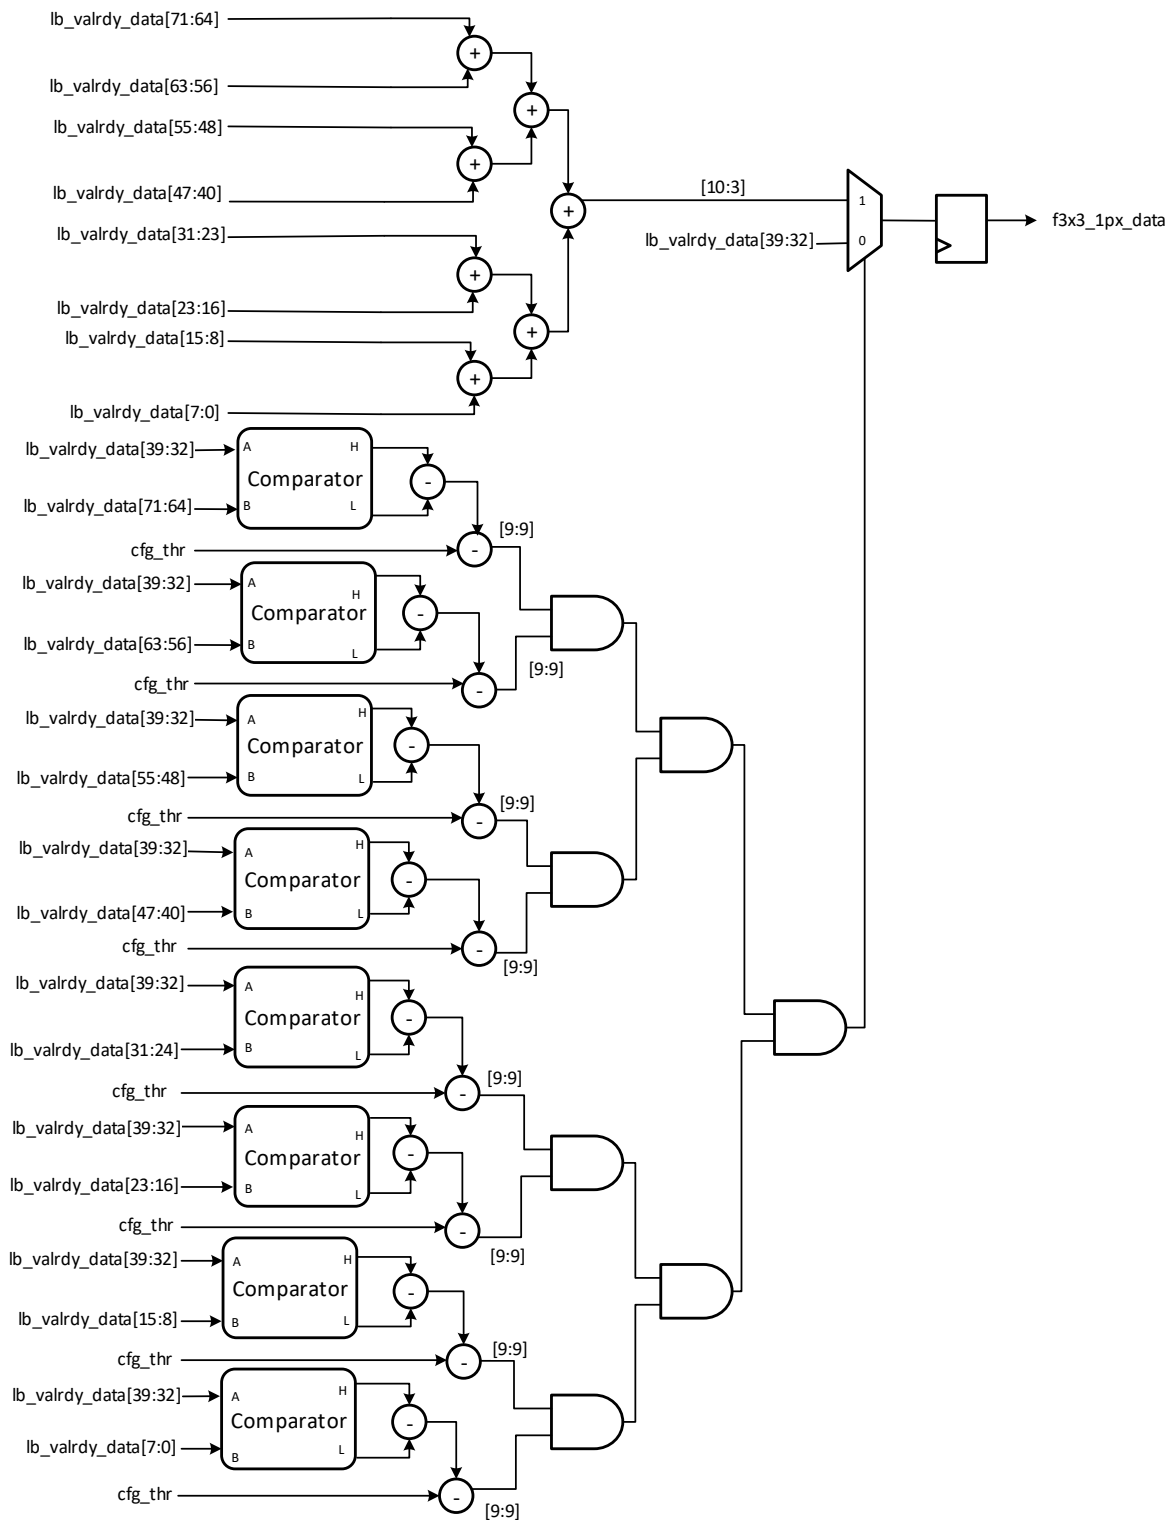 lb_valrdy_data[71:64]
+
lb_valrdy_data[63:56]
+
lb_valrdy_data[55:48]
+
lb_valrdy_data[47:40]
[10:3]
1
+
f3x3_1px_data
lb_valrdy_data[31:23]
lb_valrdy_data[39:32]
0
+
lb_valrdy_data[23:16]
+
lb_valrdy_data[15:8]
+
lb_valrdy_data[7:0]
lb_valrdy_data[39:32]
A
H
Comparator
-
lb_valrdy_data[71:64]
B
L
[9:9]
cfg_thr
-
lb_valrdy_data[39:32]
A
H
Comparator
-
lb_valrdy_data[63:56]
B
L
[9:9]
cfg_thr
-
lb_valrdy_data[39:32]
A
H
Comparator
-
lb_valrdy_data[55:48]
B
L
[9:9]
cfg_thr
-
lb_valrdy_data[39:32]
A
H
Comparator
-
lb_valrdy_data[47:40]
B
L
cfg_thr
-
[9:9]
lb_valrdy_data[39:32]
A
H
Comparator
-
lb_valrdy_data[31:24]
B
L
[9:9]
cfg_thr
-
lb_valrdy_data[39:32]
A
H
Comparator
-
lb_valrdy_data[23:16]
B
L
cfg_thr
-
[9:9]
lb_valrdy_data[39:32]
A
H
Comparator
-
lb_valrdy_data[15:8]
B
L
[9:9]
cfg_thr
-
lb_valrdy_data[39:32]
A
H
Comparator
-
lb_valrdy_data[7:0]
B
L
cfg_thr
-
[9:9]